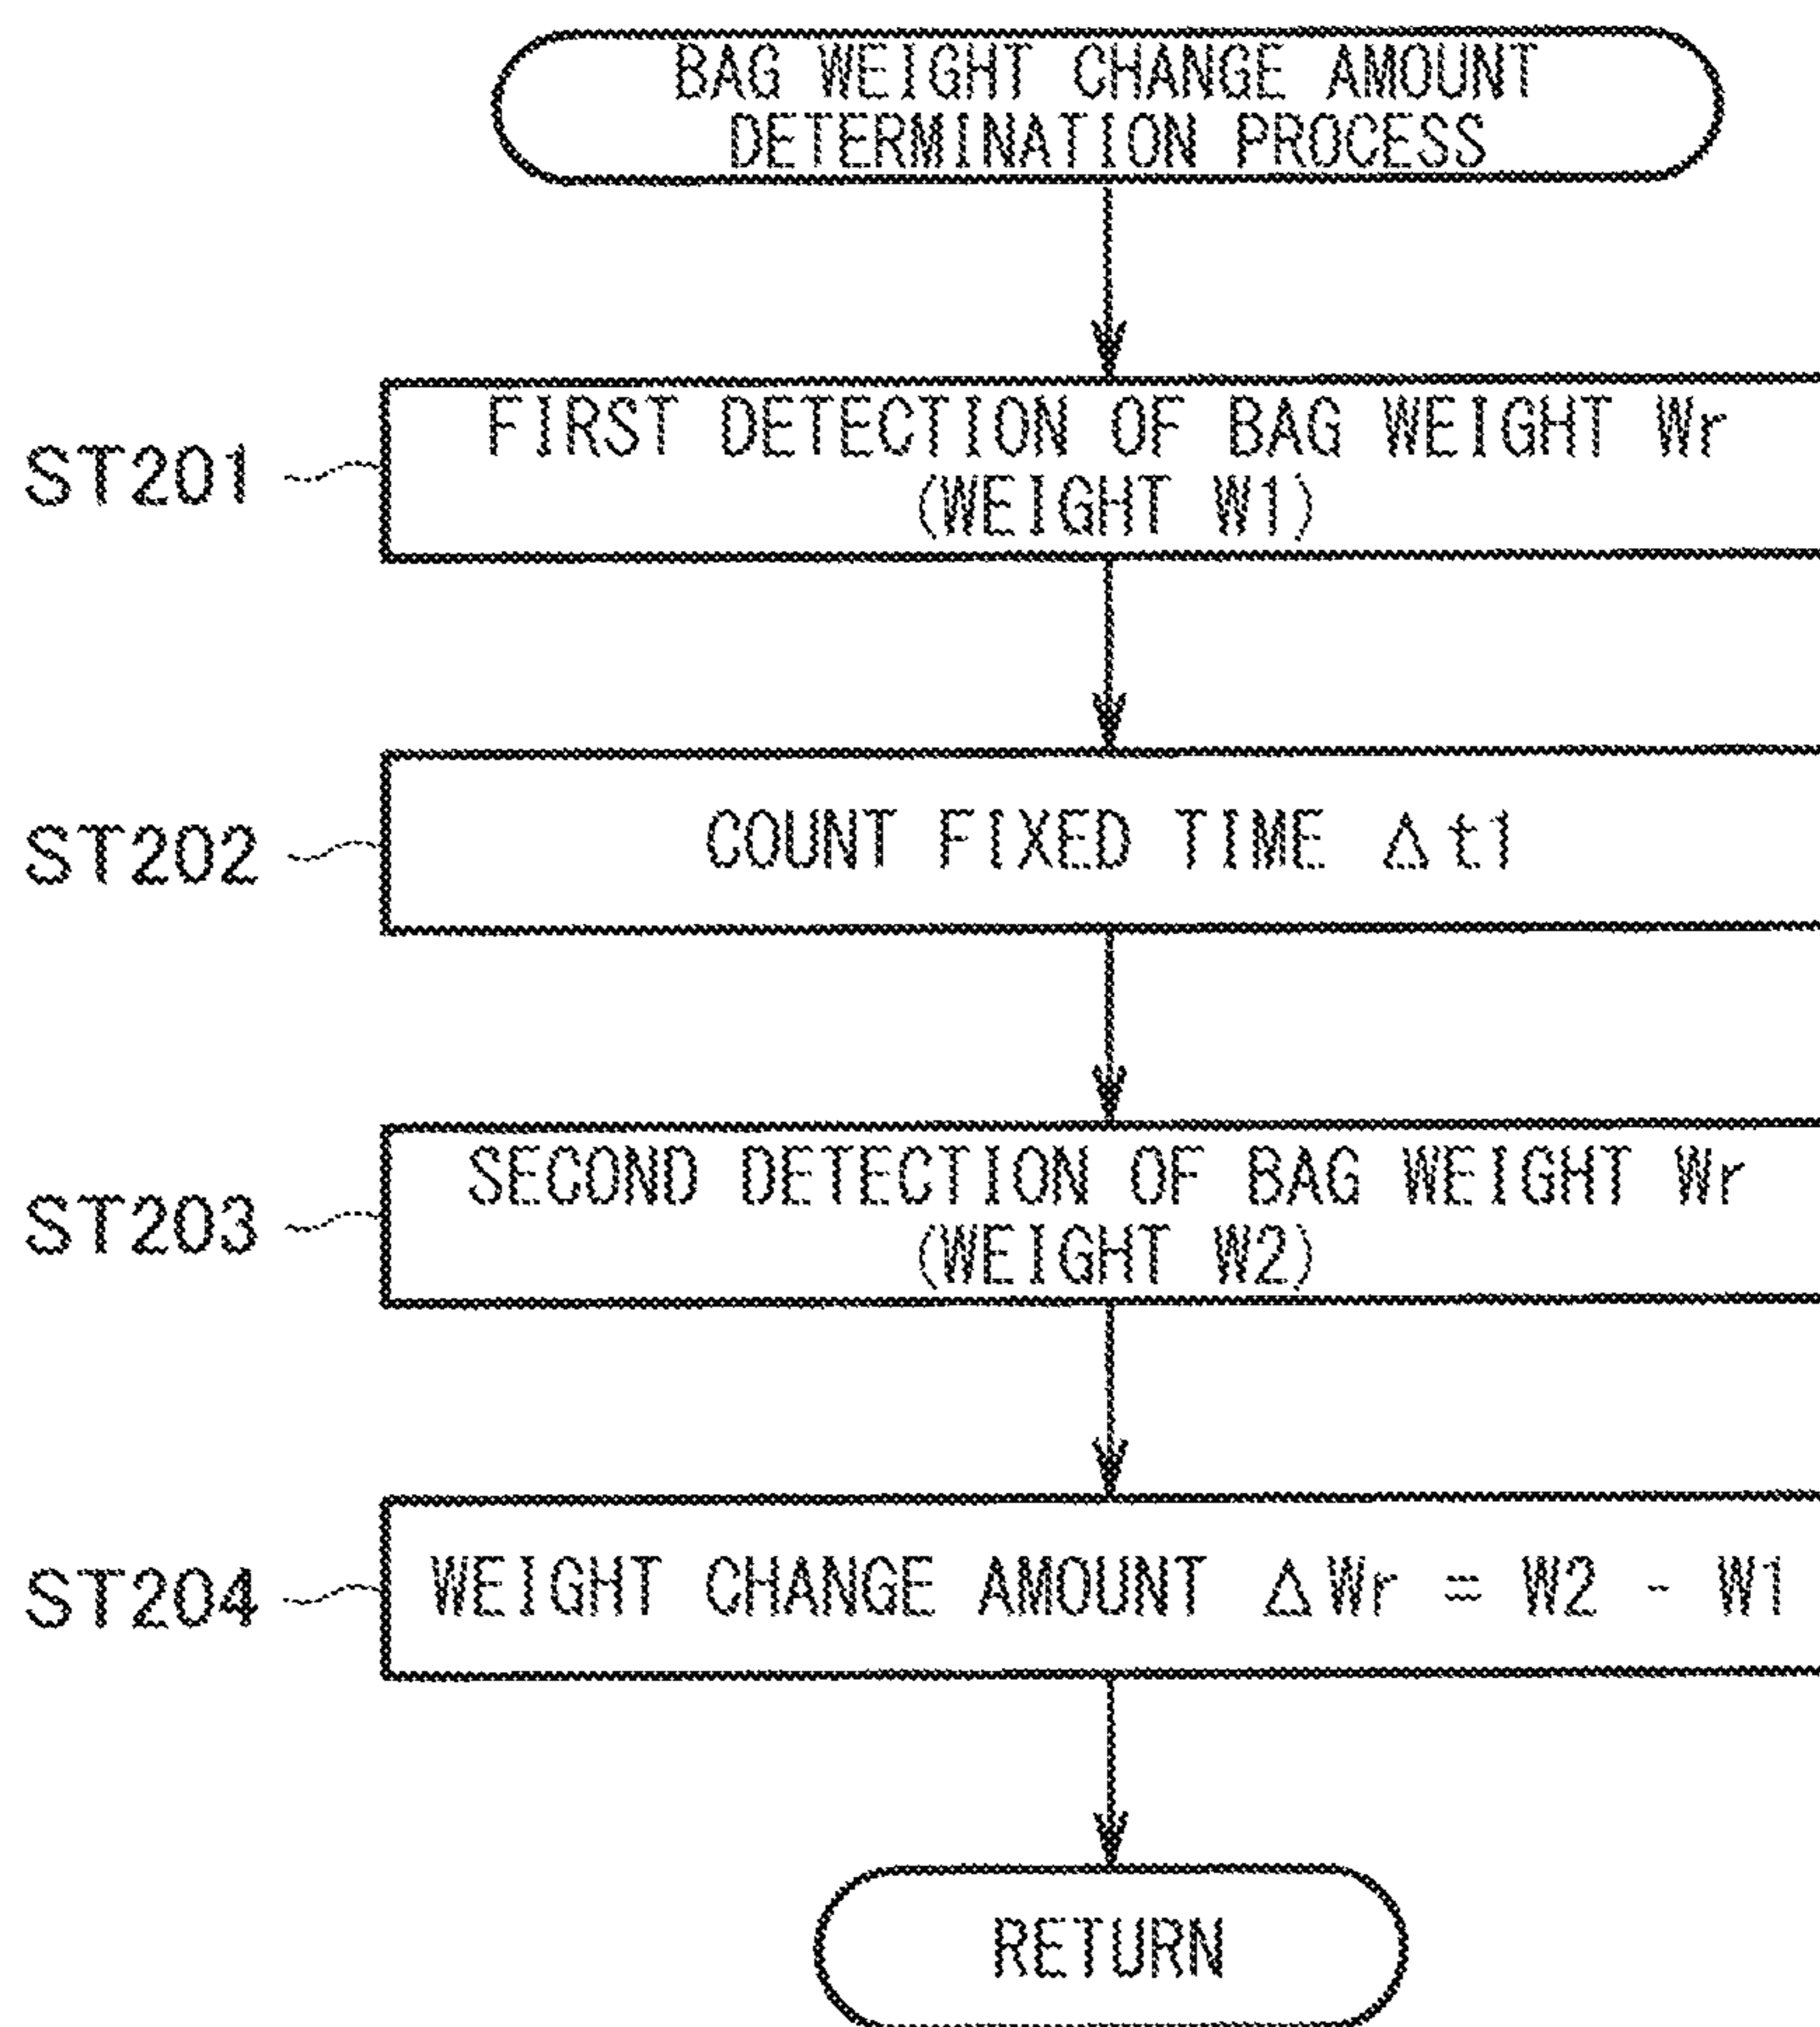 BAG WEIGHT CHANGE AMOUNT
DETERMINATION PROCESS
ST201
FIRST DETECTION OF BAG WEIGHT Wr
(WEIGHT W1)
ST202
COUNT FIXED TIME Δt1
ST203
SECOND DETECTION OF BAG WEIGHT Wr
(WEIGHT W2)
ST204
WEIGHT CHANGE AMOUNT ΔWr = W2 - W1
RETURN